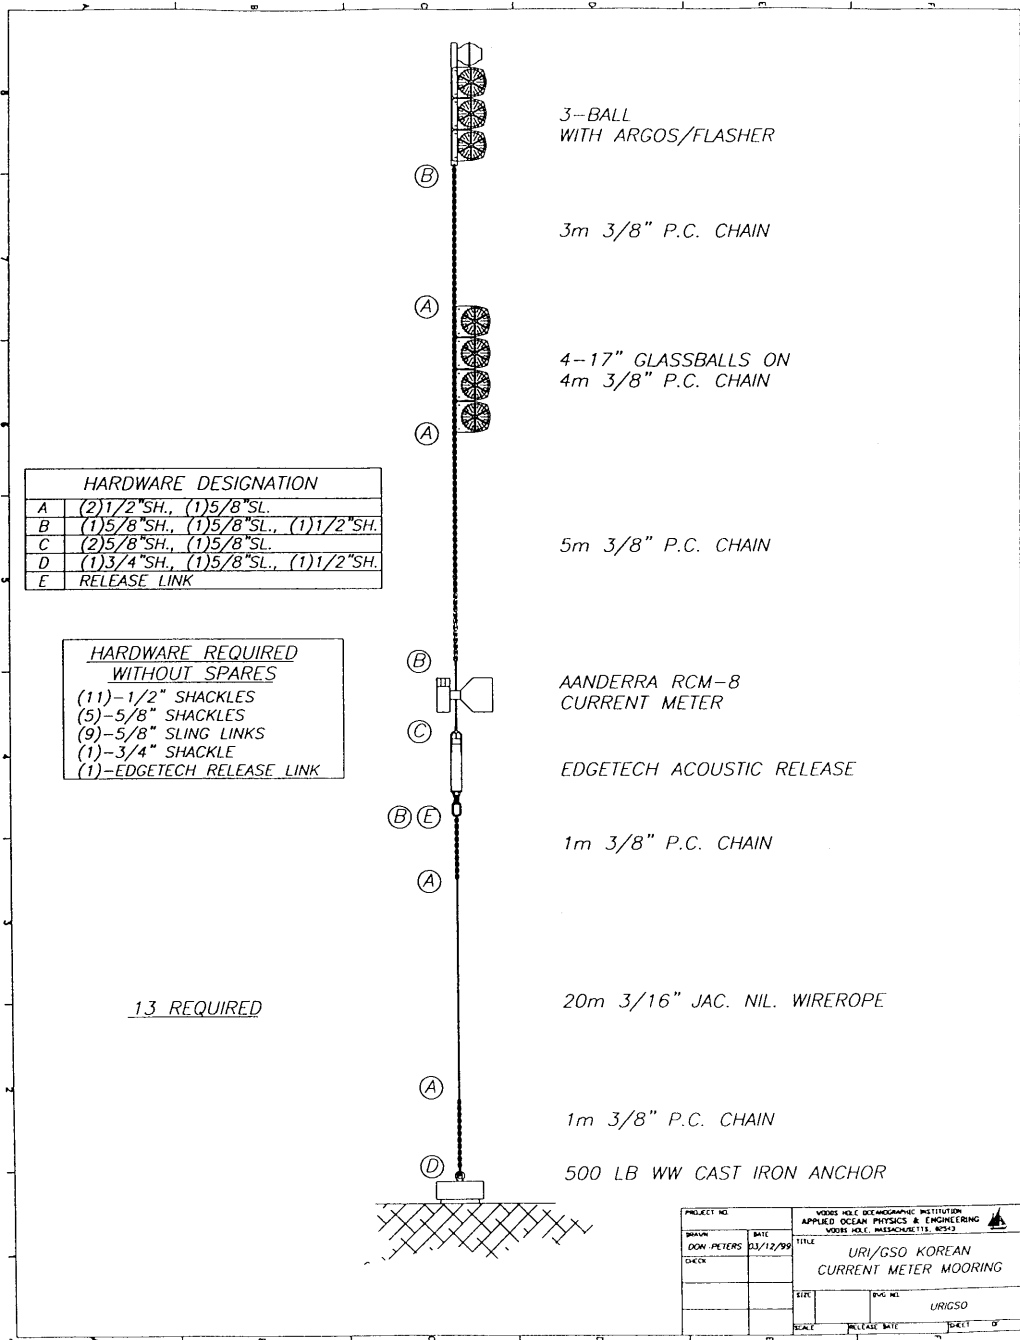 3-BALL
WITH ARGOS/FLASHER
B
3m 3/8" P.C. CHAIN
A
4-17" GLASSBALLS ON
4m 3/8" P.C. CHAIN
A
HARDWARE DESIGNATION
A (2)1/2"SH., (1)5/8"SL.
B (1)5/8"SH., (1)5/8"SL., (1)1/2"SH.
C (2)5/8"SH., (1)5/8"SL.
D (1)3/4"SH., (1)5/8"SL., (1)1/2"SH.
E RELEASE LINK
5m 3/8" P.C. CHAIN
HARDWARE REQUIRED
WITHOUT SPARES
(11)-1/2" SHACKLES
(5)-5/8" SHACKLES
(9)-5/8" SLING LINKS
(1)-3/4" SHACKLE
(1)-EDGETECH RELEASE LINK
B
AANDERRA RCM-8
CURRENT METER
C
EDGETECH ACOUSTIC RELEASE
B E
1m 3/8" P.C. CHAIN
A
13 REQUIRED
20m 3/16" JAC. NIL. WIREROPE
A
1m 3/8" P.C. CHAIN
D
500 LB WW CAST IRON ANCHOR
PROJECT NO.
WOODS HOLE OCEANOGRAPHIC INSTITUTION
APPLIED OCEAN PHYSICS & ENGINEERING
WOODS HOLE, MASSACHUSETTS, 02543
DRAWN DATE
DON PETERS 03/12/99
CHECK
TITLE
URI/GSO KOREAN
CURRENT METER MOORING
SIZE DWG NO.
URIGSO
SCALE RELEASE DATE SHEET OF